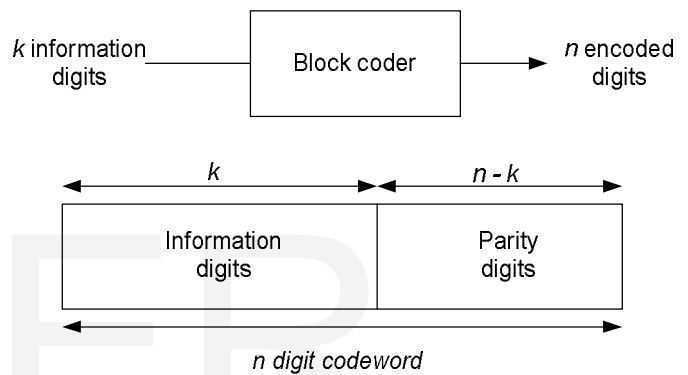 k information
digits
Block coder
n encoded
digits
k
n - k
Information
digits
Parity
digits
n digit codeword